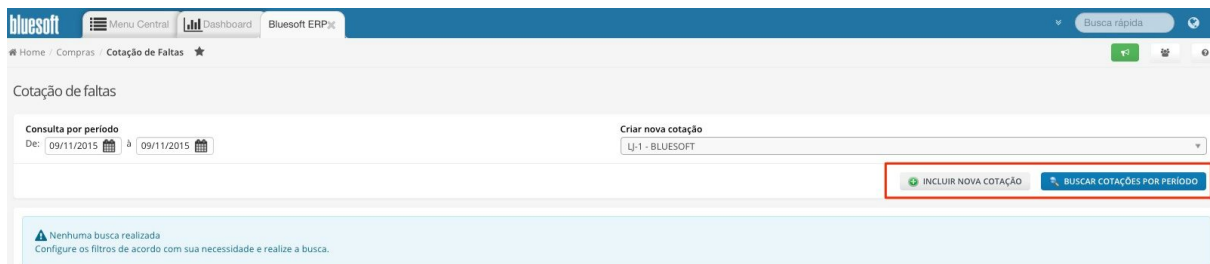 bluesoft Menu Central Dashboard Bluesoft ERP Busca rápida
Home / Compras / Cotação de Faltas
Cotação de faltas
Consulta por período Criar nova cotação
De: 09/11/2015 à 09/11/2015 LJ-1 - BLUESOFT
INCLUIR NOVA COTAÇÃO BUSCAR COTAÇÕES POR PERÍODO
Nenhuma busca realizada
Configure os filtros de acordo com sua necessidade e realize a busca.